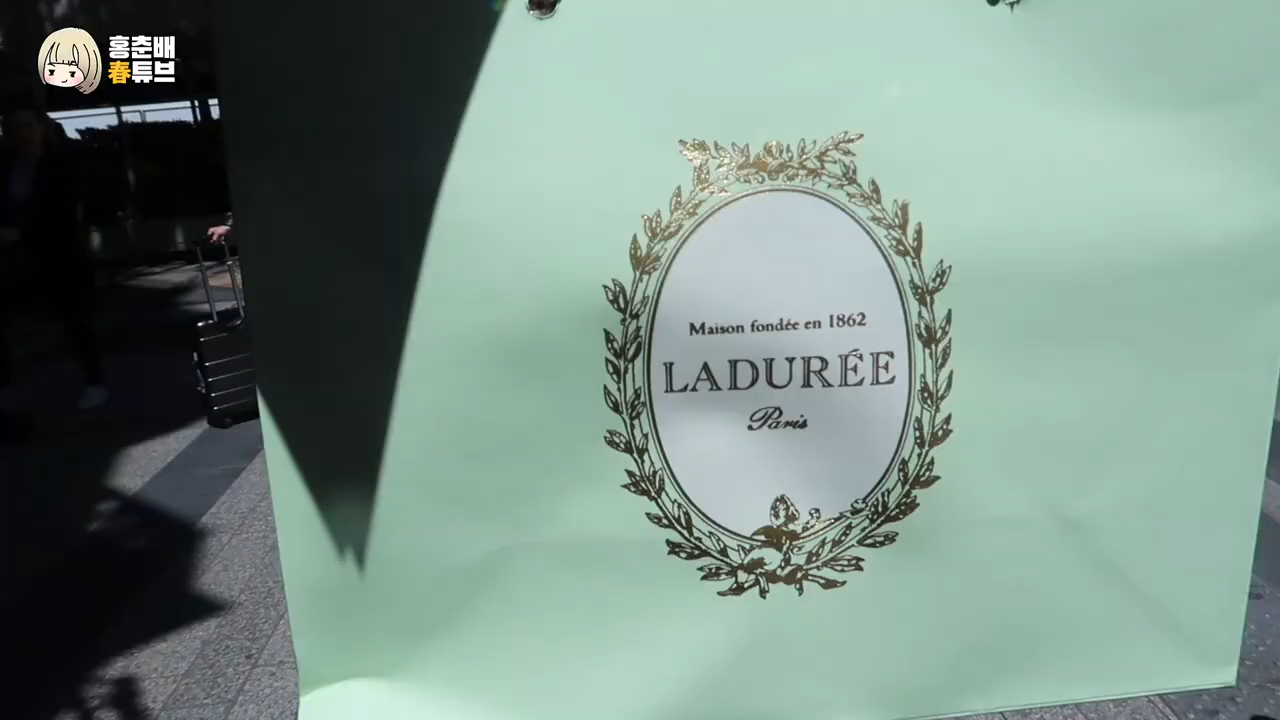 홍춘배
春튜브
Maison fondée en 1862
LADURÉE
Paris